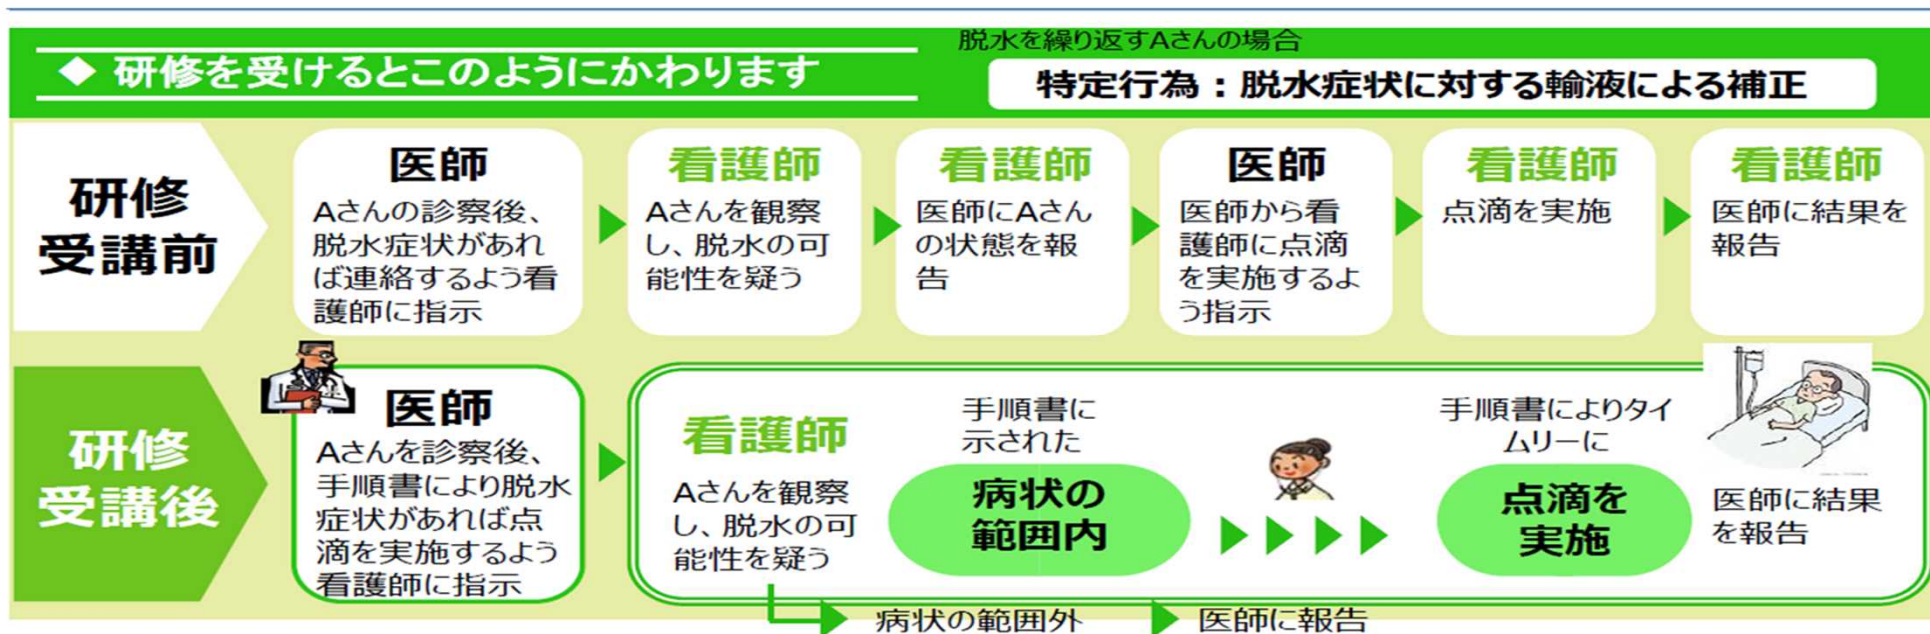 脱水を繰り返すAさんの場合
◆ 研修を受けるとこのようにかわります
特定行為：脱水症状に対する輸液による補正
研修
受講前
医師
Aさんの診察後、
脱水症状があれ
ば連絡するよう看
護師に指示
看護師
Aさんを観察
し、脱水の可
能性を疑う
看護師
医師にAさん
の状態を報
告
医師
医師から看
護師に点滴
を実施するよ
う指示
看護師
点滴を実施
看護師
医師に結果を
報告
研修
受講後
医師
Aさんを診察後、
手順書により脱水
症状があれば点
滴を実施するよう
看護師に指示
看護師
Aさんを観察
し、脱水の可
能性を疑う
手順書に
示された
病状の
範囲内
手順書によりタイ
ムリーに
点滴を
実施
医師に結果
を報告
病状の範囲外
医師に報告